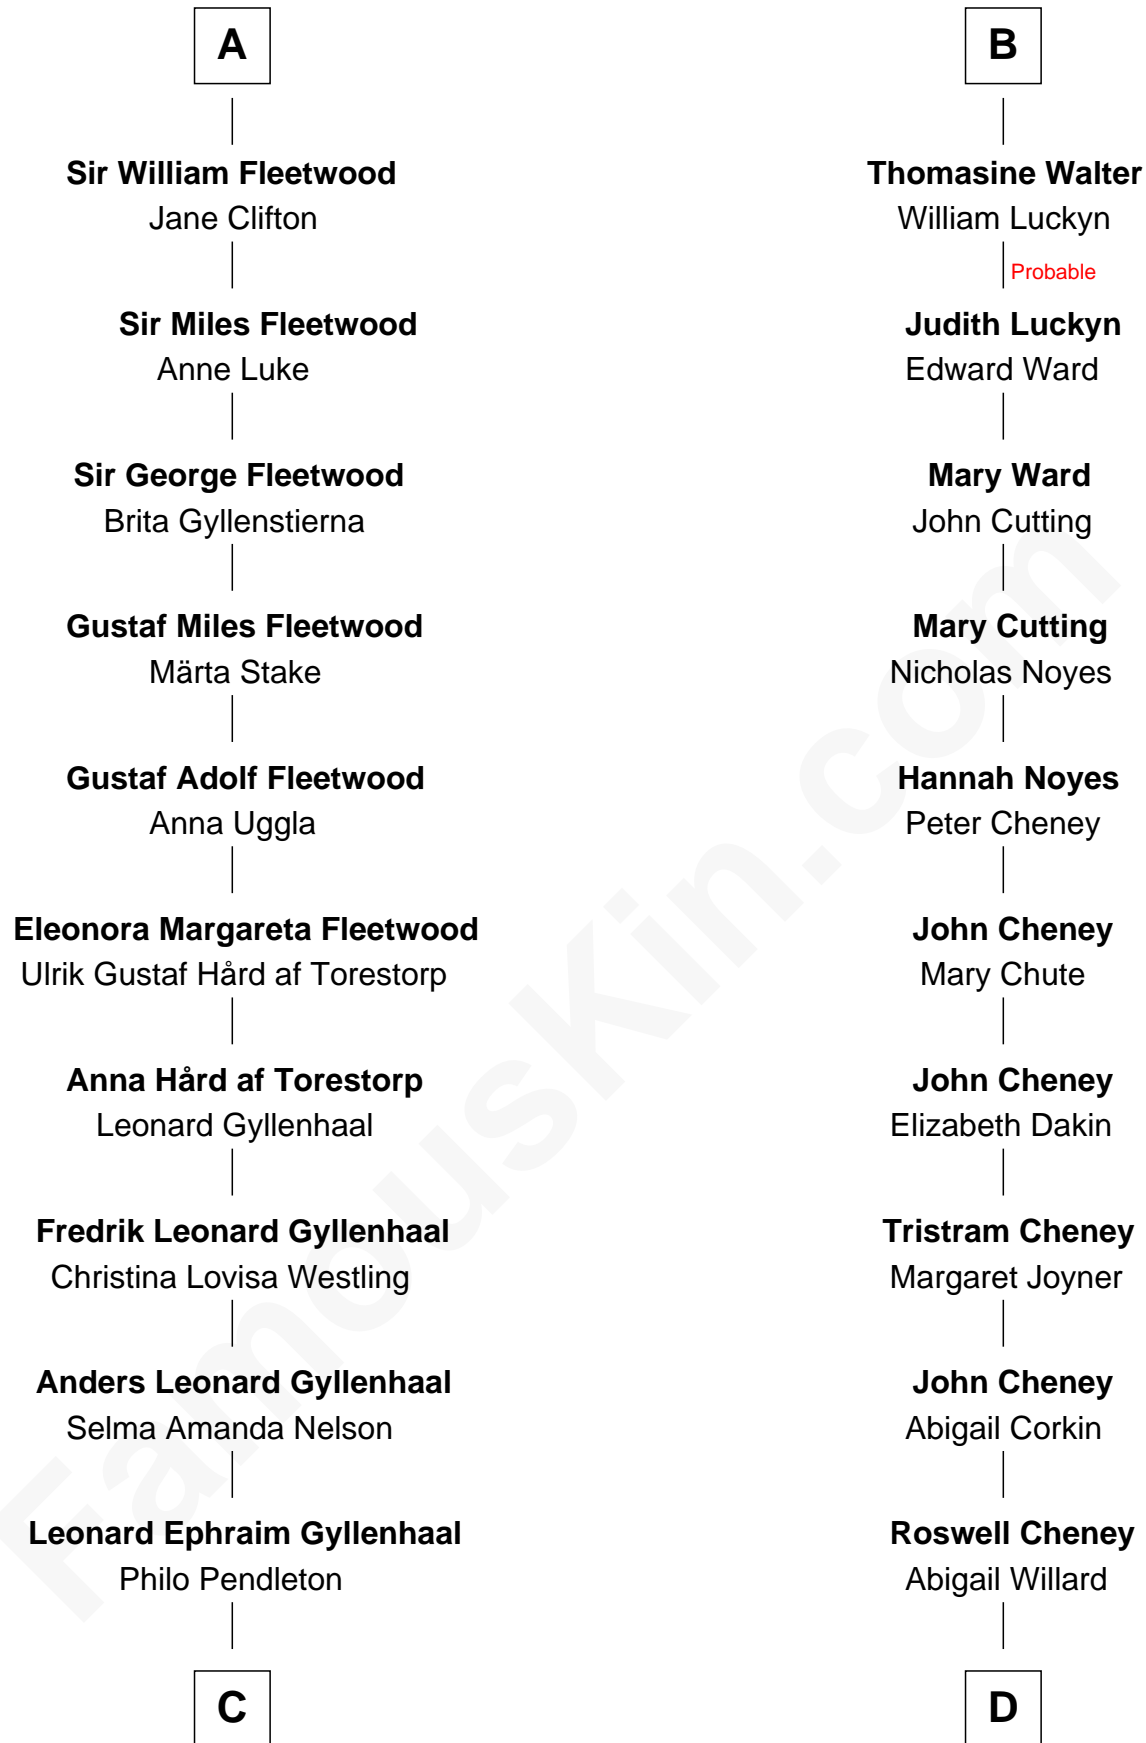 A
Sir William Fleetwood
Jane Clifton
Sir Miles Fleetwood
Anne Luke
Sir George Fleetwood
Brita Gyllenstierna
Gustaf Miles Fleetwood
Märta Stake
Gustaf Adolf Fleetwood
Anna Uggla
Eleonora Margareta Fleetwood
Ulrik Gustaf Hård af Torestorp
Anna Hård af Torestorp
Leonard Gyllenhaal
Fredrik Leonard Gyllenhaal
Christina Lovisa Westling
Anders Leonard Gyllenhaal
Selma Amanda Nelson
Leonard Ephraim Gyllenhaal
Philo Pendleton
C
B
Thomasine Walter
William Luckyn
Probable
Judith Luckyn
Edward Ward
Mary Ward
John Cutting
Mary Cutting
Nicholas Noyes
Hannah Noyes
Peter Cheney
John Cheney
Mary Chute
John Cheney
Elizabeth Dakin
Tristram Cheney
Margaret Joyner
John Cheney
Abigail Corkin
Roswell Cheney
Abigail Willard
D
FamousKin.com